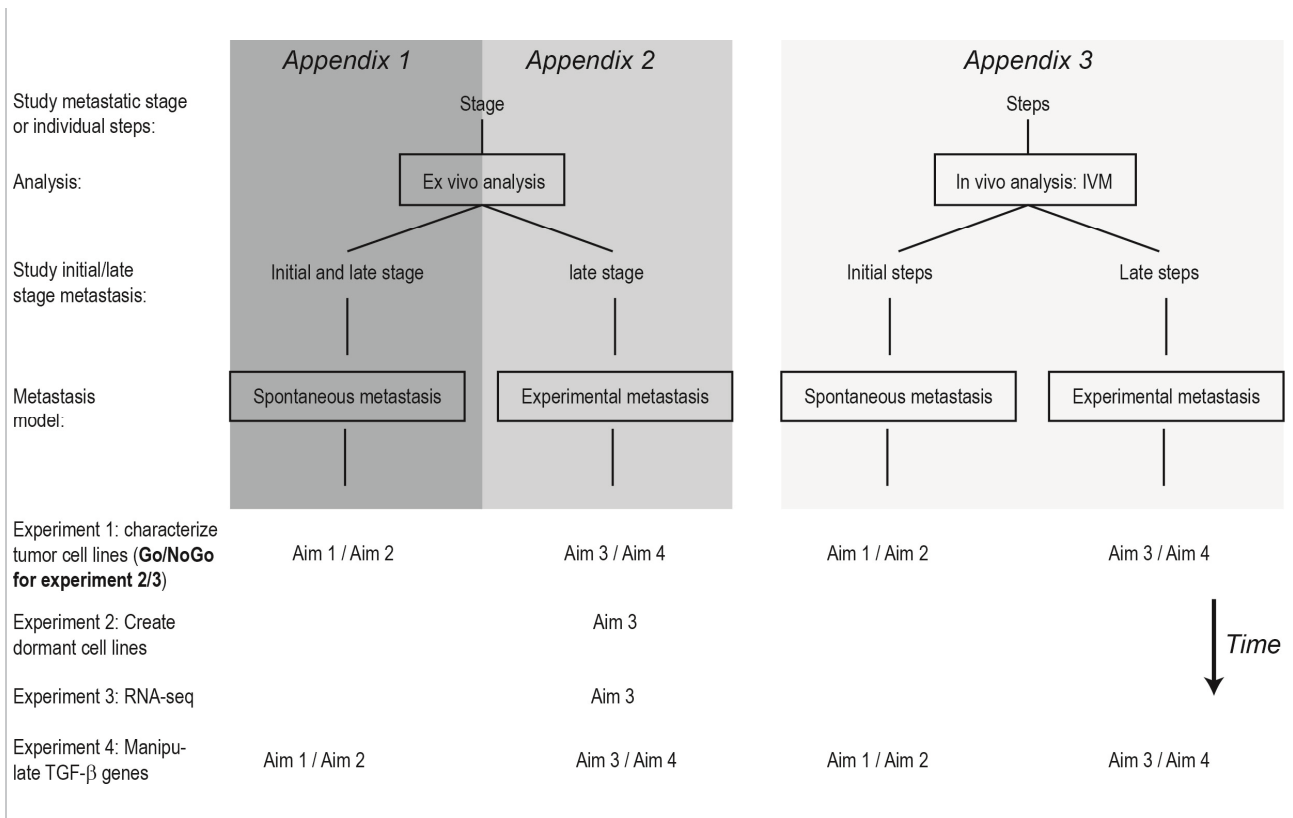 Appendix 1
Appendix 2
Appendix 3
Study metastatic stage
or individual steps:
Stage
Steps
Analysis:
Ex vivo analysis
In vivo analysis: IVM
Study initial/late
stage metastasis:
Initial and late stage
late stage
Initial steps
Late steps
Metastasis
model:
Spontaneous metastasis
Experimental metastasis
Spontaneous metastasis
Experimental metastasis
Experiment 1: characterize
tumor cell lines (Go/NoGo
for experiment 2/3)
Aim 1 / Aim 2
Aim 3 / Aim 4
Aim 1 / Aim 2
Aim 3 / Aim 4
Experiment 2: Create
dormant cell lines
Aim 3
Time
Experiment 3: RNA-seq
Aim 3
Experiment 4: Manipu-
late TGF-β genes
Aim 1 / Aim 2
Aim 3 / Aim 4
Aim 1 / Aim 2
Aim 3 / Aim 4